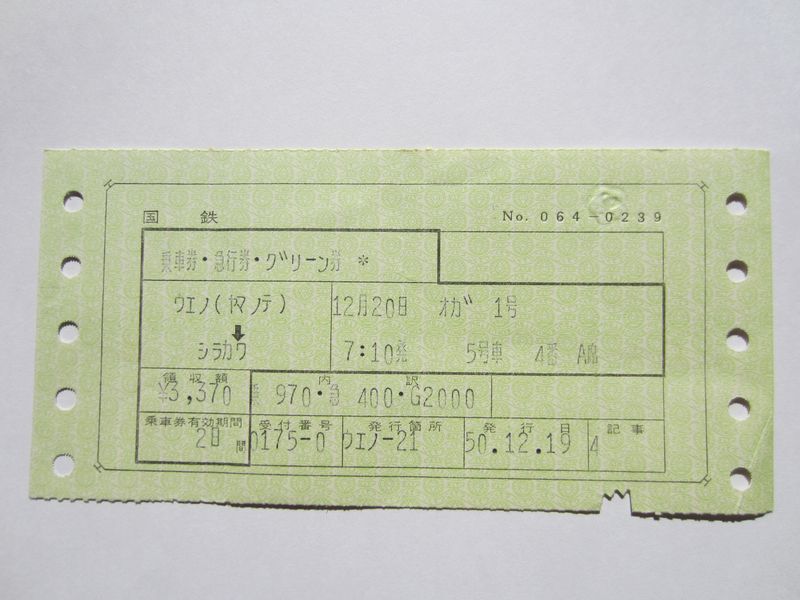 国鉄 No. 064-0239
乗車券・急行券・グリーン券 *
ウエノ(ヤマノテ) 12月20日 オガ 1号
⬇
シラカワ 7:10発 5号車 4番 A席
領収額 内訳
¥3,370 乗 970・急 400・G2000
乗車券有効期間 受付番号 発行箇所 発行日 記事
2日間 0175-0 ウエノ-21 50.12.19 4